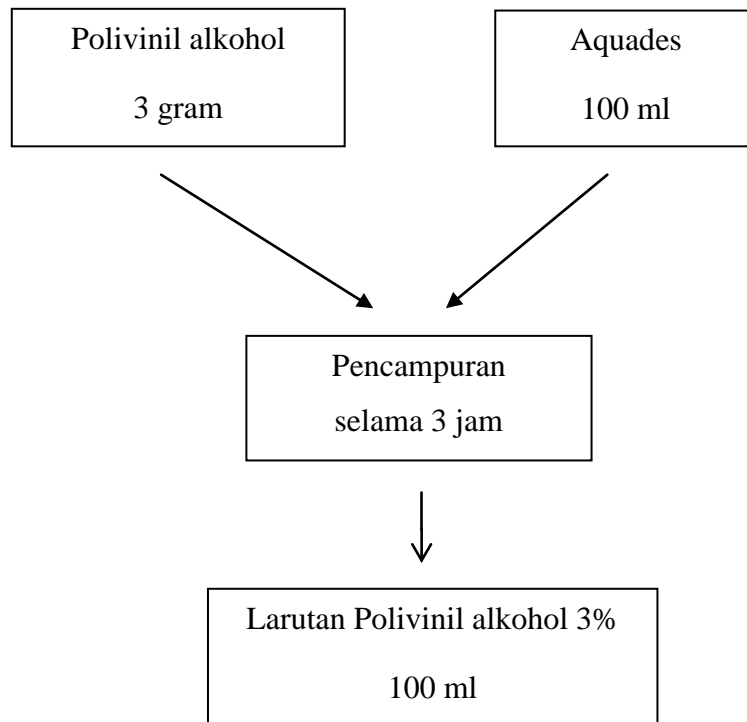 Polivinil alkohol
3 gram
Aquades
100 ml
Pencampuran
selama 3 jam
Larutan Polivinil alkohol 3%
100 ml